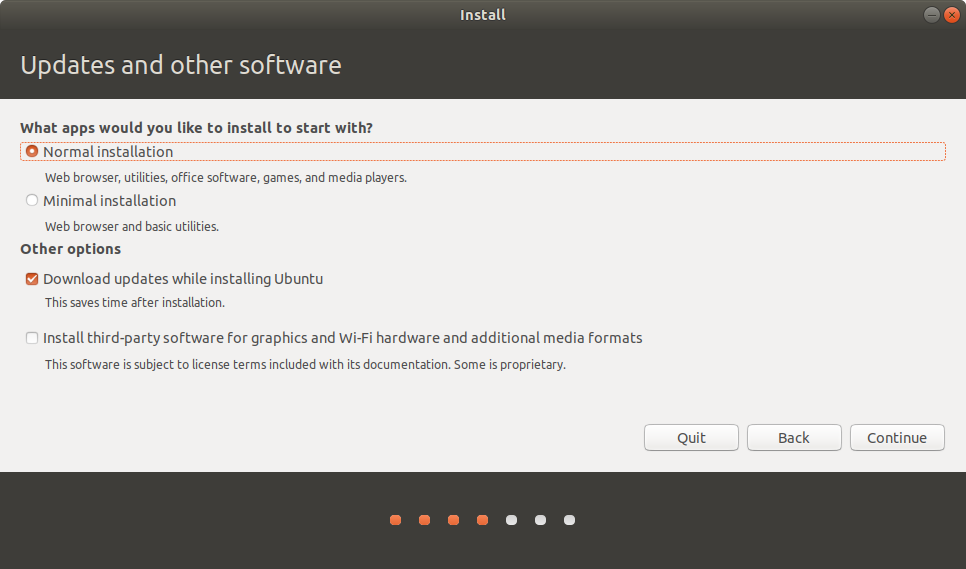 Install
Updates and other software
What apps would you like to install to start with?
Normal installation
Web browser, utilities, office software, games, and media players.
Minimal installation
Web browser and basic utilities.
Other options
Download updates while installing Ubuntu
This saves time after installation.
Install third-party software for graphics and Wi-Fi hardware and additional media formats
This software is subject to license terms included with its documentation. Some is proprietary.
Quit Back Continue